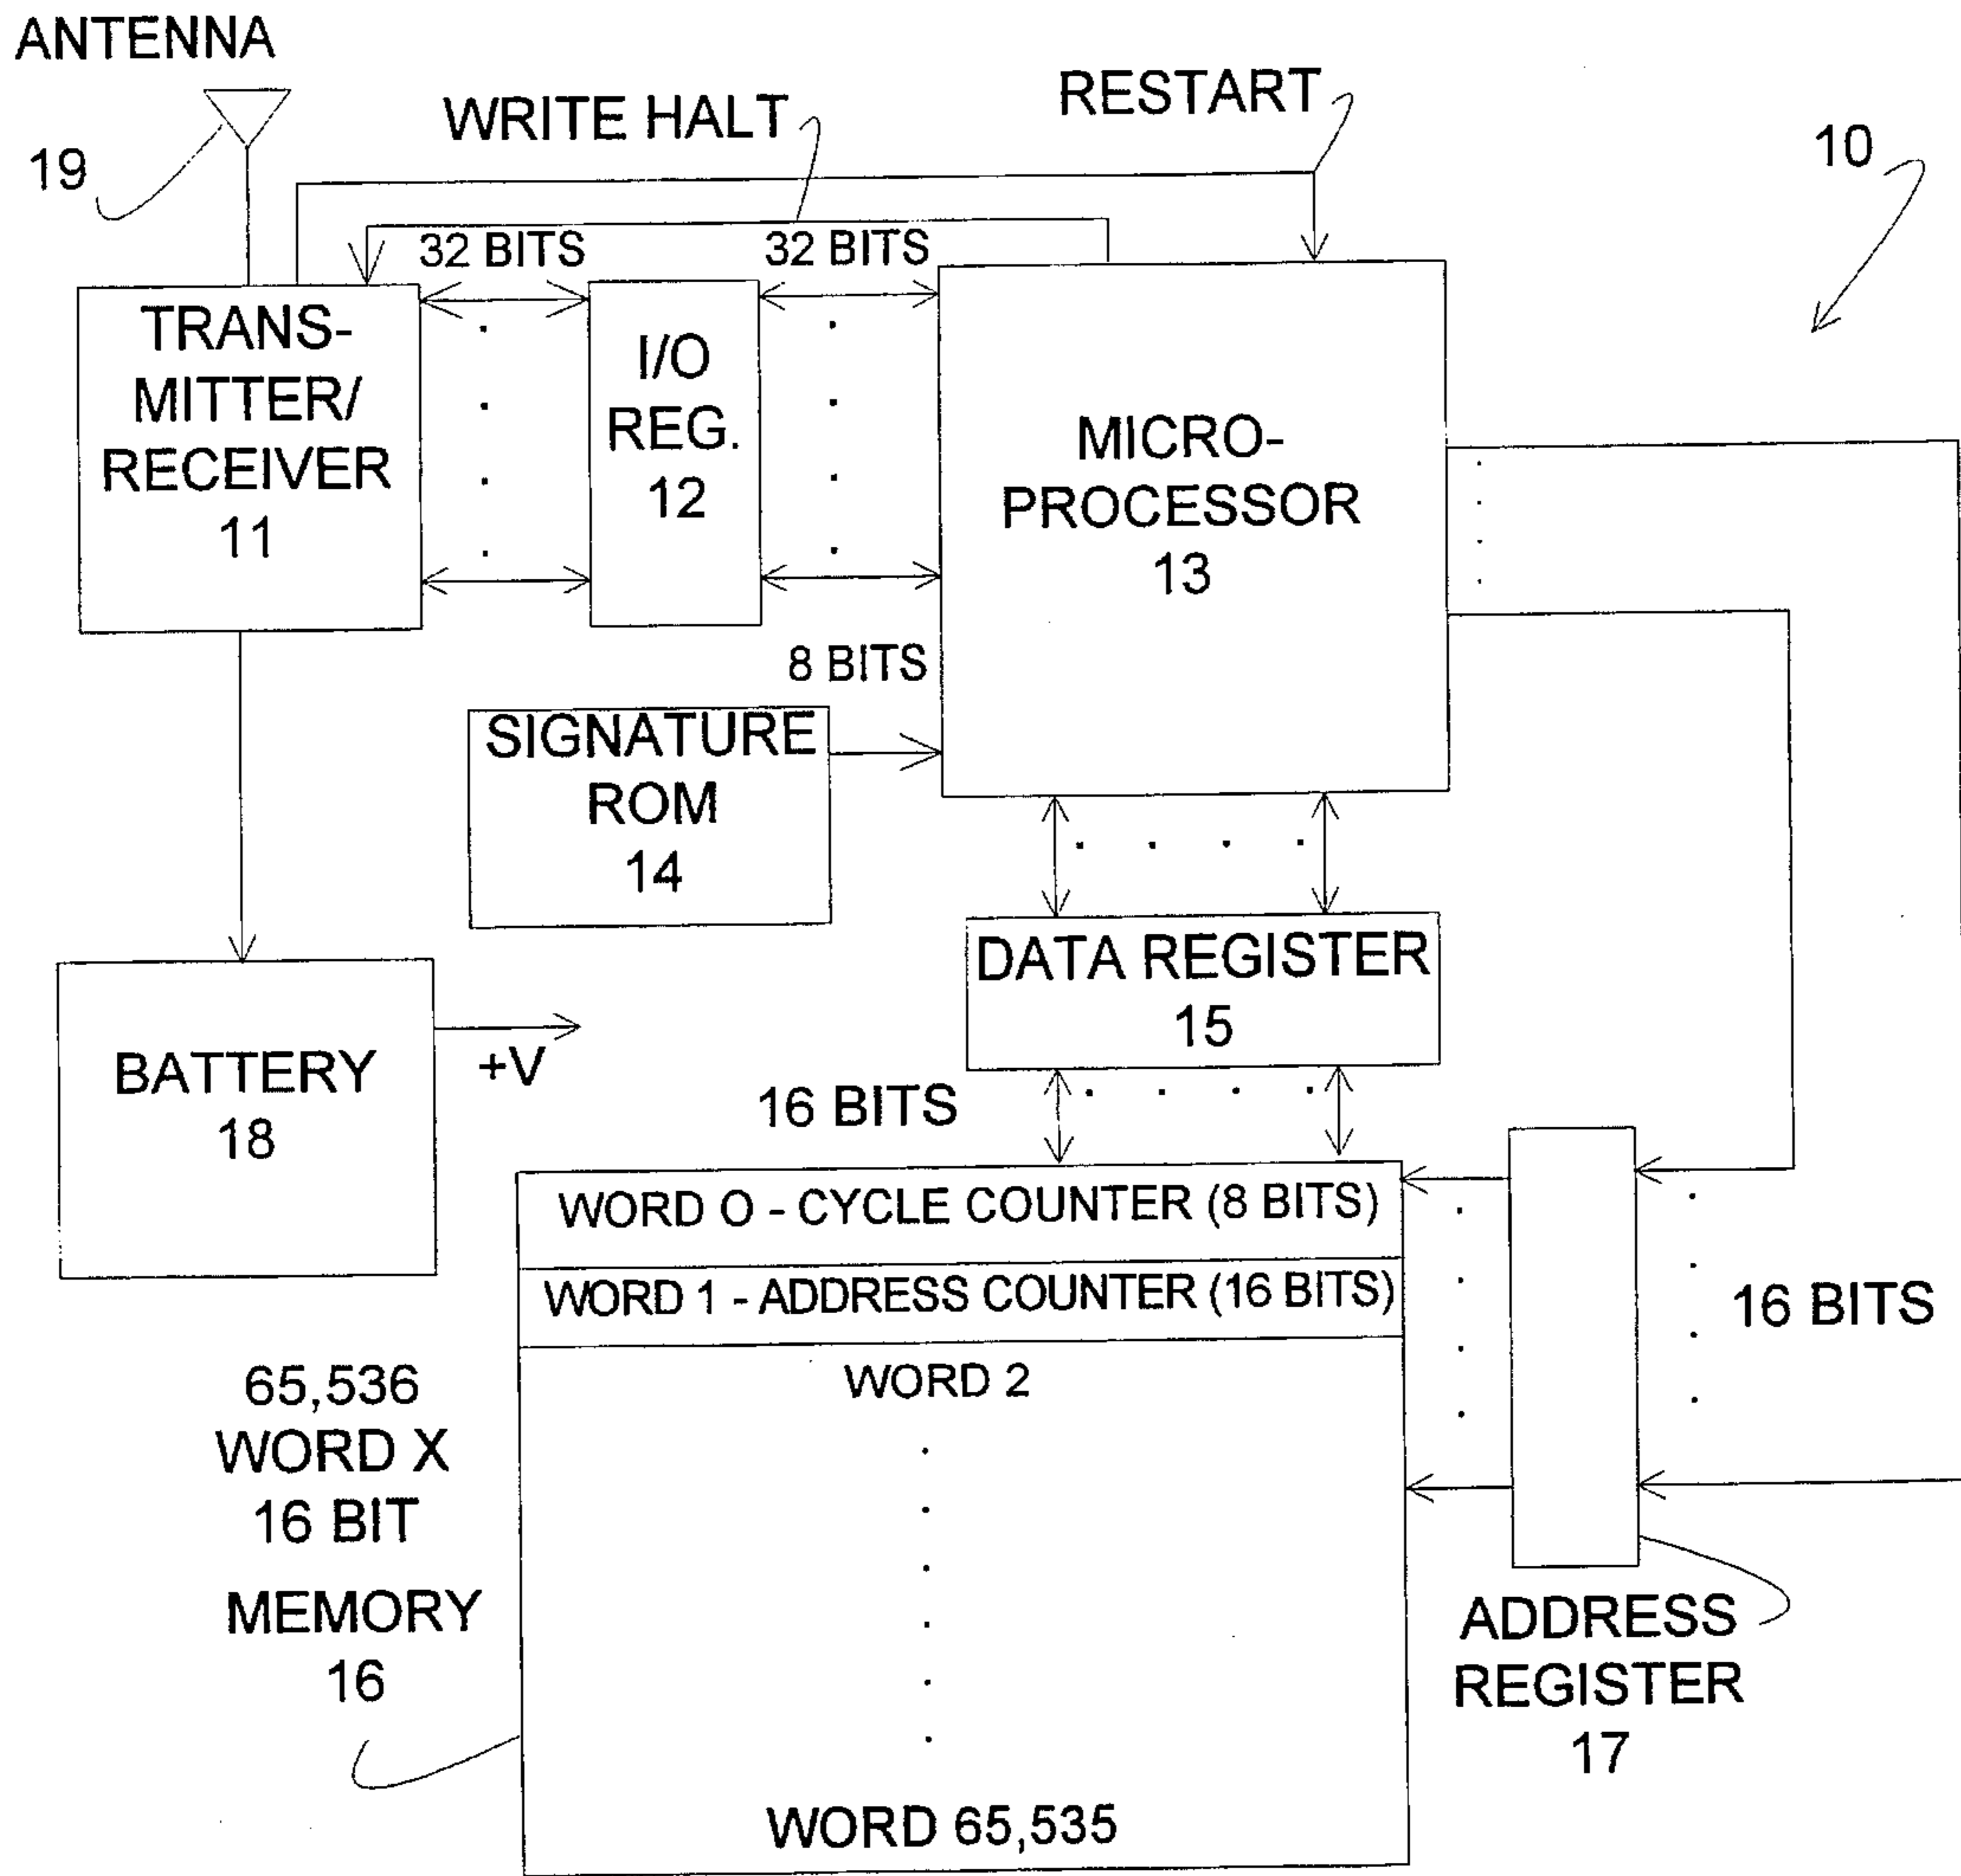 ANTENNA
19
WRITE HALT
RESTART
10
32 BITS
32 BITS
TRANS-
MITTER/
RECEIVER
11
I/O
REG.
12
MICRO-
PROCESSOR
13
8 BITS
SIGNATURE
ROM
14
DATA REGISTER
15
BATTERY
18
+V
16 BITS
WORD O - CYCLE COUNTER (8 BITS)
WORD 1 - ADDRESS COUNTER (16 BITS)
WORD 2
WORD 65,535
65,536
WORD X
16 BIT
MEMORY
16
16 BITS
ADDRESS
REGISTER
17